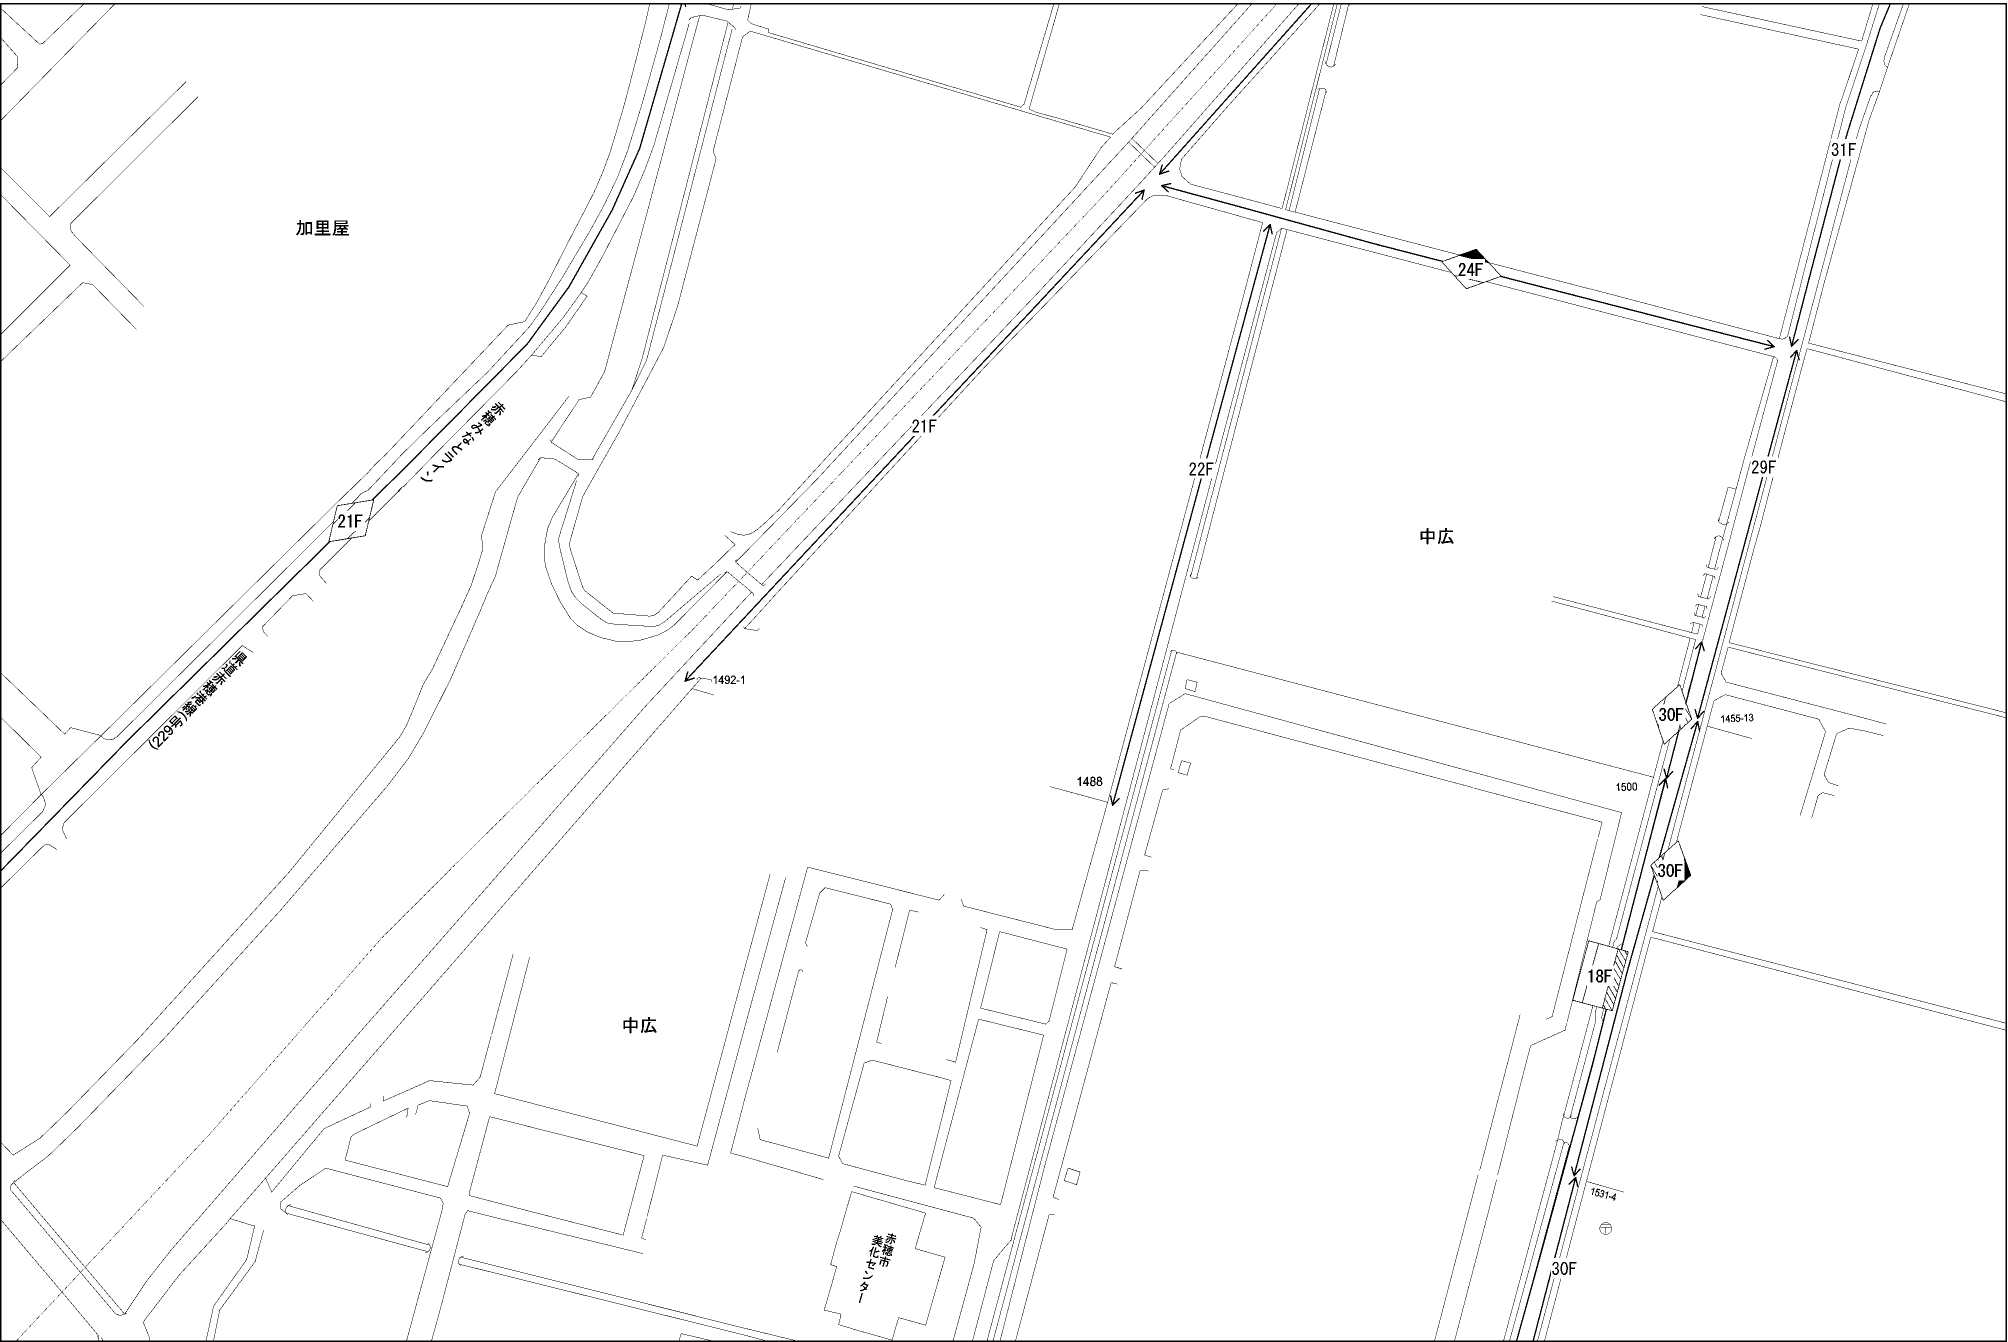 31F
加里屋
24F
赤穂みなとライン
21F
22F
29F
21F
中広
県道赤穂港線(229号)
1492-1
30F
1455-13
1488
1500
30F
18F
中広
1531-4
赤穂市
美化センター
30F